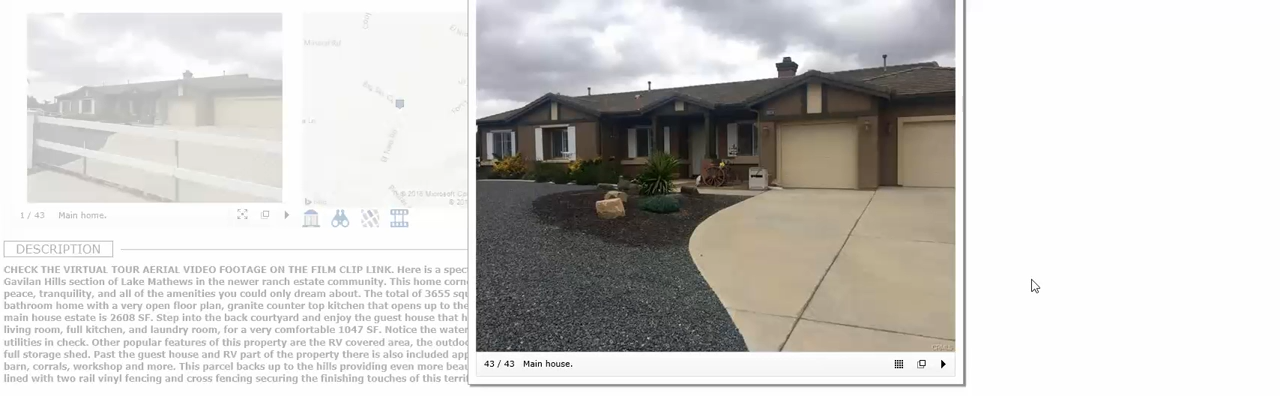 1 / 43 Main home.
© 2019 Microsoft Co
DESCRIPTION
CHECK THE VIRTUAL TOUR AERIAL VIDEO FOOTAGE ON THE FILM CLIP LINK. Here is a spec
Gavilan Hills section of Lake Mathews in the newer ranch estate community. This home corn
peace, tranquility, and all of the amenities you could only dream about. The total of 3655 squ
bathroom home with a very open floor plan, granite counter top kitchen that opens up to the
main house estate is 2608 SF. Step into the back courtyard and enjoy the guest house that h
living room, full kitchen, and laundry room, for a very comfortable 1047 SF. Notice the water
utilities in check. Other popular features of this property are the RV covered area, the outdoo
full storage shed. Past the guest house and RV part of the property there is also included app
barn, corrals, workshop and more. This parcel backs up to the hills providing even more beau
lined with two rail vinyl fencing and cross fencing securing the finishing touches of this terrif
43 / 43 Main house.